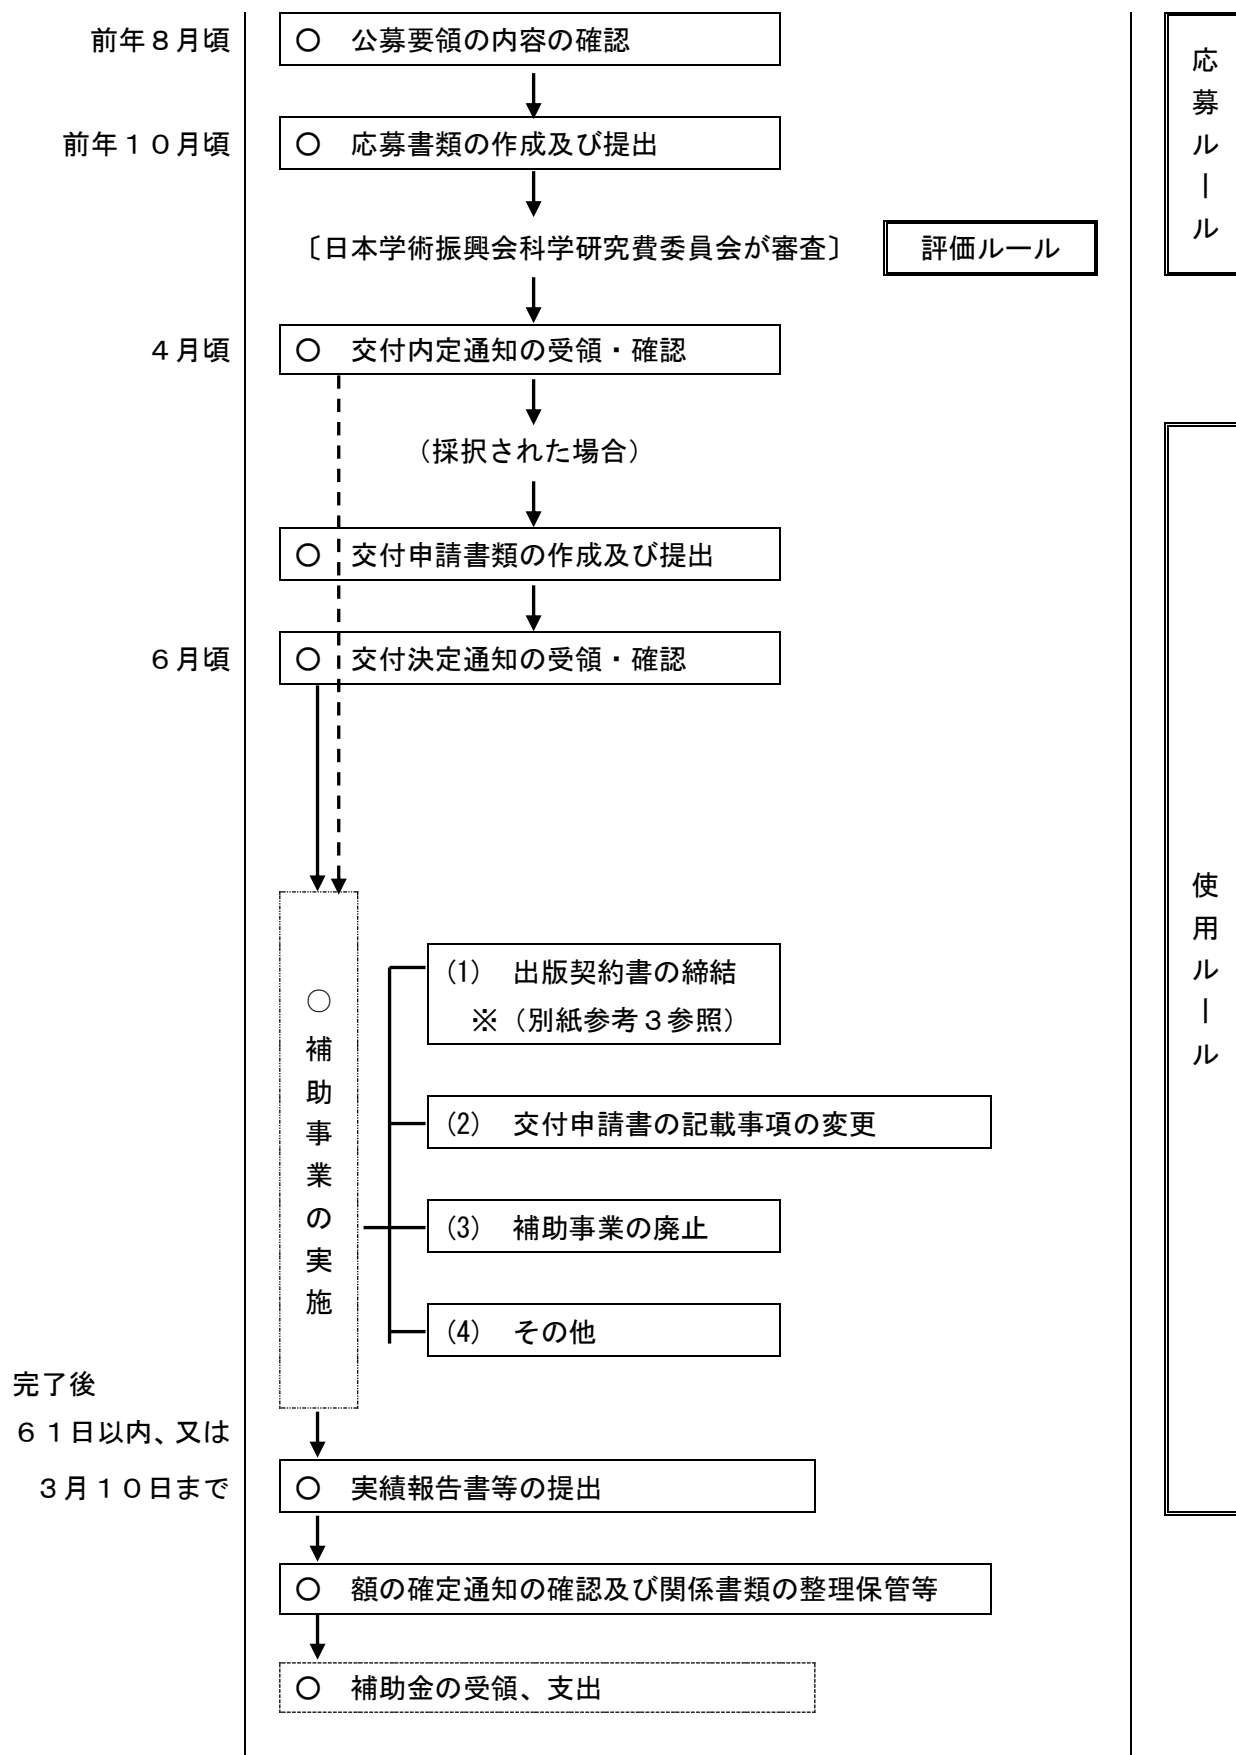 前年８月頃
○　公募要領の内容の確認
前年１０月頃
○　応募書類の作成及び提出
〔日本学術振興会科学研究費委員会が審査〕
評価ルール
応募ルール
４月頃
○　交付内定通知の受領・確認
（採択された場合）
○　交付申請書類の作成及び提出
６月頃
○　交付決定通知の受領・確認
○補助事業の実施
(1)　出版契約書の締結
※（別紙参考３参照）
(2)　交付申請書の記載事項の変更
(3)　補助事業の廃止
(4)　その他
使用ルール
完了後
６１日以内、又は
３月１０日まで
○　実績報告書等の提出
○　額の確定通知の確認及び関係書類の整理保管等
○　補助金の受領、支出